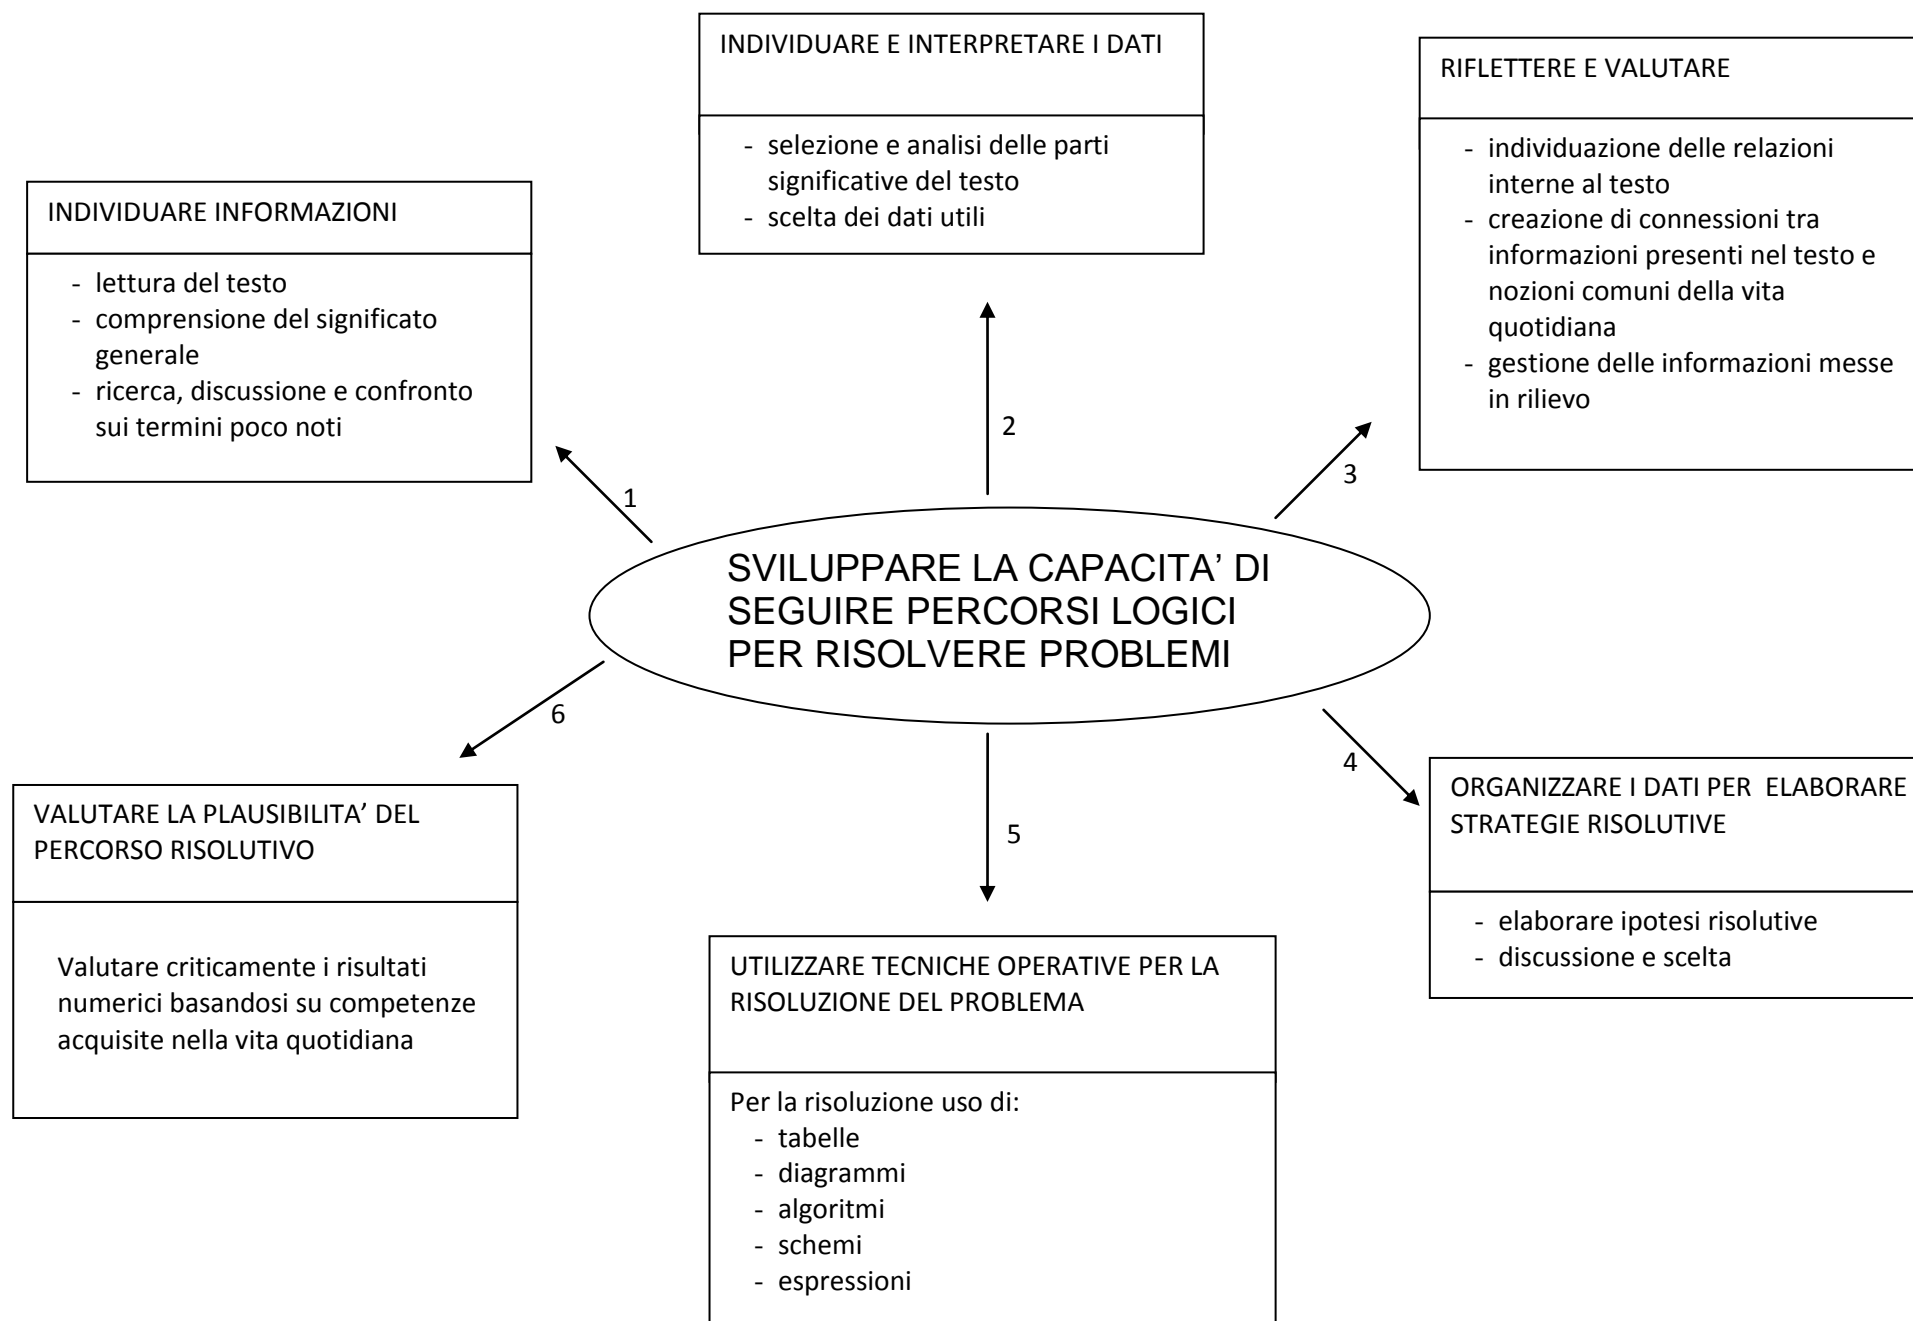 INDIVIDUARE INFORMAZIONI
- lettura del testo
- comprensione del significato
generale
- ricerca, discussione e confronto
sui termini poco noti
1
INDIVIDUARE E INTERPRETARE I DATI
- selezione e analisi delle parti
significative del testo
- scelta dei dati utili
2
RIFLETTERE E VALUTARE
- individuazione delle relazioni
interne al testo
- creazione di connessioni tra
informazioni presenti nel testo e
nozioni comuni della vita
quotidiana
- gestione delle informazioni messe
in rilievo
3
SVILUPPARE LA CAPACITA’ DI
SEGUIRE PERCORSI LOGICI
PER RISOLVERE PROBLEMI
4
ORGANIZZARE I DATI PER  ELABORARE
STRATEGIE RISOLUTIVE
- elaborare ipotesi risolutive
- discussione e scelta
5
UTILIZZARE TECNICHE OPERATIVE PER LA
RISOLUZIONE DEL PROBLEMA
Per la risoluzione uso di:
- tabelle
- diagrammi
- algoritmi
- schemi
- espressioni
6
VALUTARE LA PLAUSIBILITA’ DEL
PERCORSO RISOLUTIVO
Valutare criticamente i risultati
numerici basandosi su competenze
acquisite nella vita quotidiana